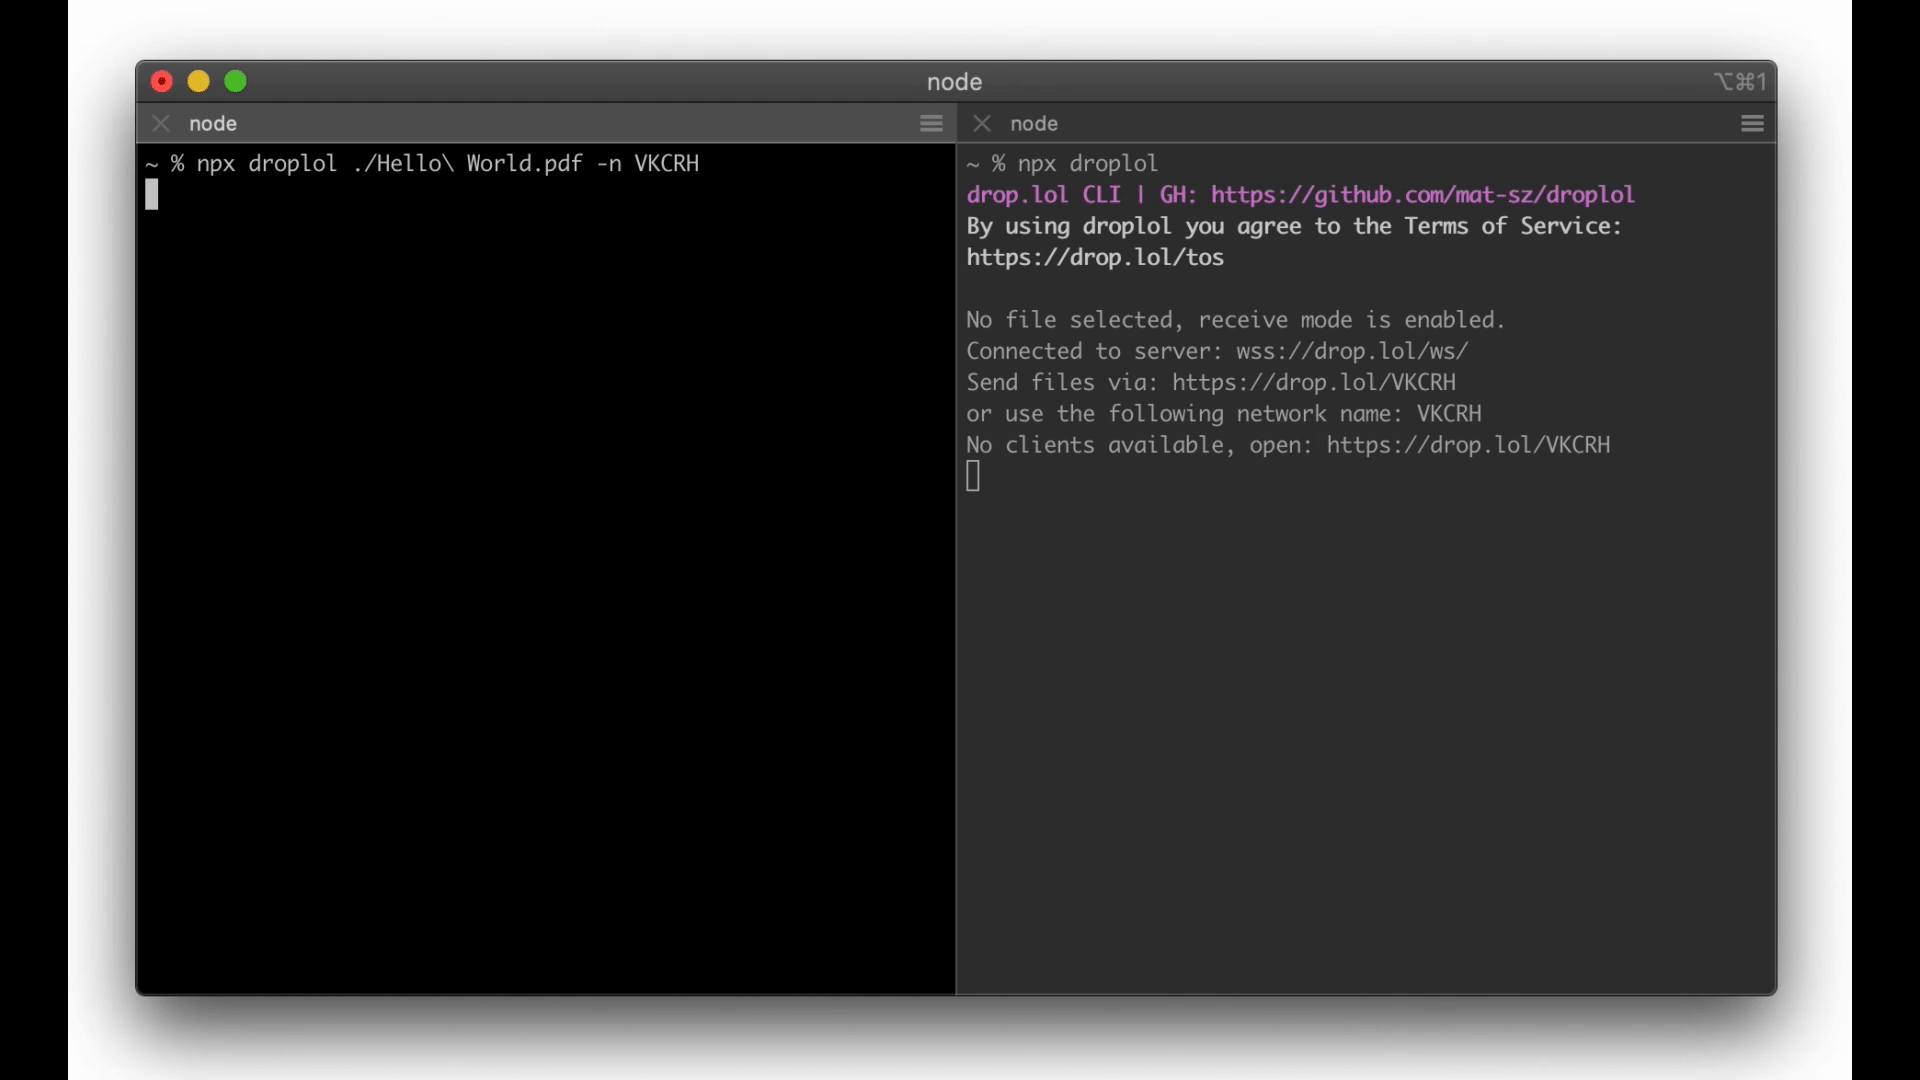 node
⌥⌘1
node
~ % npx droplol ./Hello\ World.pdf -n VKCRH
node
~ % npx droplol
drop.lol CLI | GH: https://github.com/mat-sz/droplol
By using droplol you agree to the Terms of Service:
https://drop.lol/tos
No file selected, receive mode is enabled.
Connected to server: wss://drop.lol/ws/
Send files via: https://drop.lol/VKCRH
or use the following network name: VKCRH
No clients available, open: https://drop.lol/VKCRH